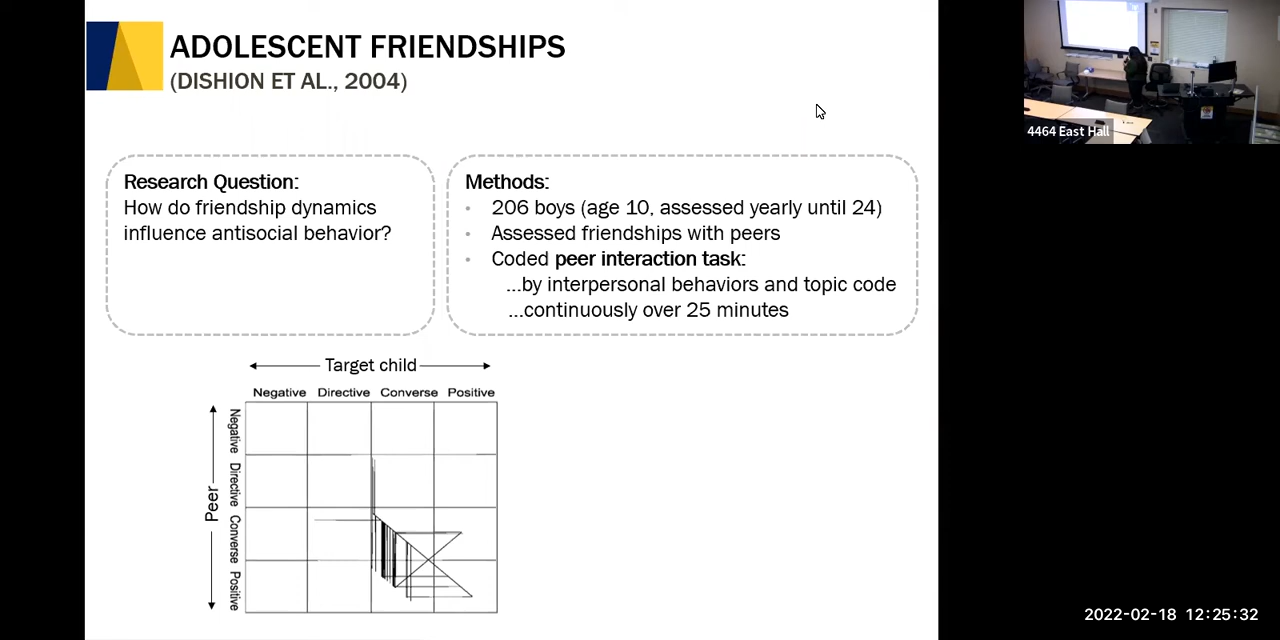 ADOLESCENT FRIENDSHIPS
(DISHION ET AL., 2004)
Research Question:
How do friendship dynamics
influence antisocial behavior?
Methods:
• 206 boys (age 10, assessed yearly until 24)
• Assessed friendships with peers
• Coded peer interaction task:
...by interpersonal behaviors and topic code
...continuously over 25 minutes
Target child
Negative Directive Converse Positive
Peer
Negative Directive Converse Positive
4464 East Hall
2022-02-18 12:25:32